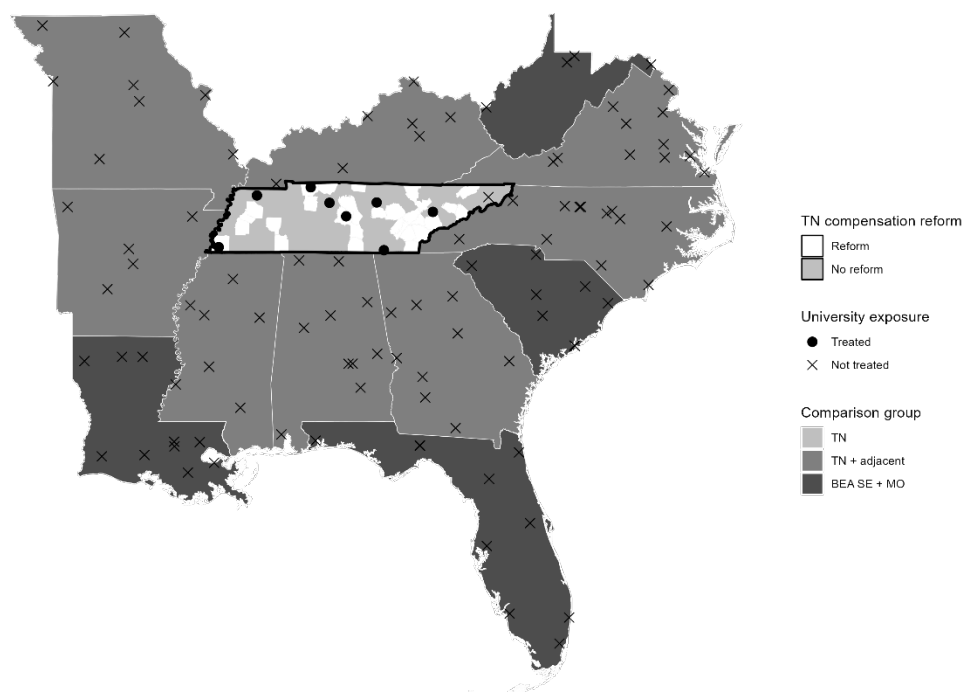 TN compensation reform
Reform
No reform
University exposure
Treated
Not treated
Comparison group
TN
TN + adjacent
BEA SE + MO